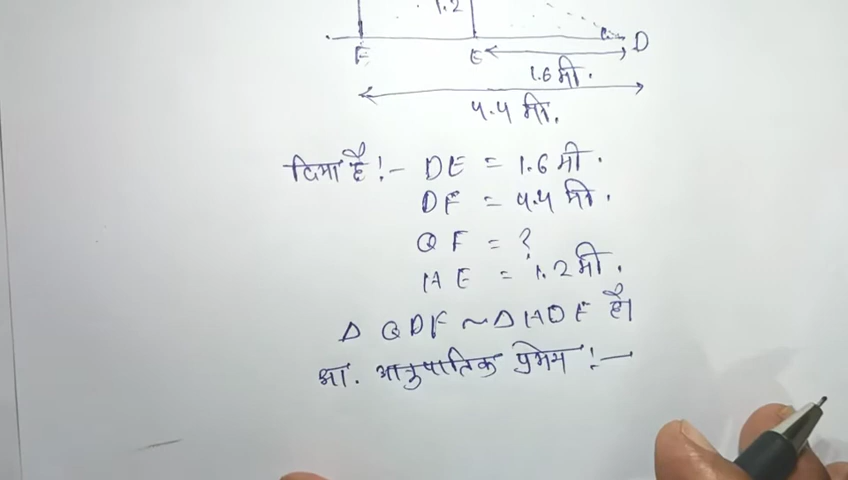 1.2
F E D
1.6 मी.
4.4 मी.
दिया है!- DE = 1.6 मी.
DF = 4.4 मी.
QF = ?
AE = 1.2 मी.
Δ QDF ~ Δ ADE है।
आ. आनुपातिक प्रमेय!-